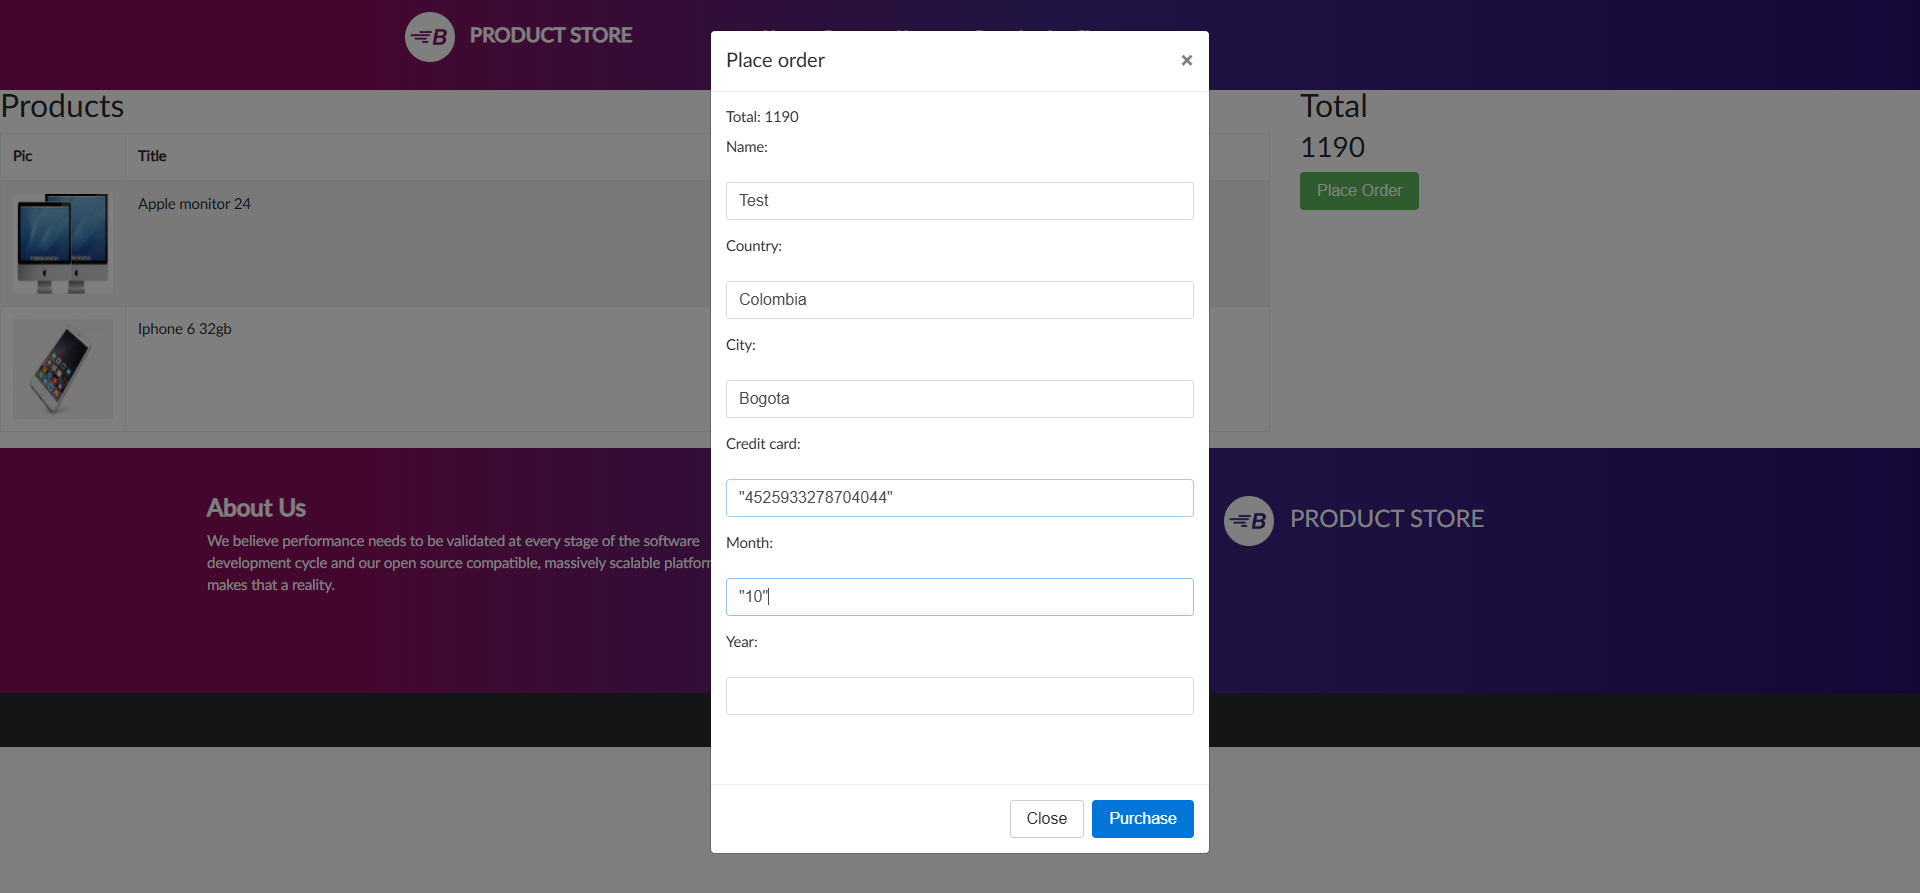 PRODUCT STORE
Place order
×
Products
Total
1190
Pic
Title
Place Order
Apple monitor 24
Iphone 6 32gb
Total: 1190
Name:
Test
Country:
Colombia
City:
Bogota
Credit card:
"4525933278704044"
Month:
"10"
Year:
Close
Purchase
About Us
We believe performance needs to be validated at every stage of the software
development cycle and our open source compatible, massively scalable platfor
makes that a reality.
B PRODUCT STORE